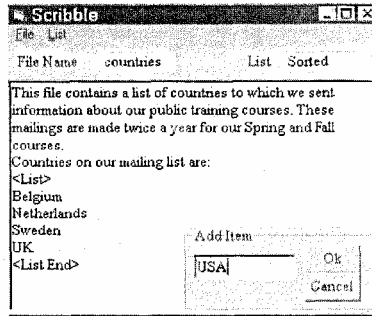 Scribble
File List
File Name countries List Sorted
This file contains a list of countries to which we sent
information about our public training courses. These
mailings are made twice a year for our Spring and Fall
courses.
Countries on our mailing list are:
<List>
Belgium
Netherlands
Sweden
UK
<List End>
Add Item
USA
Ok
Cancel